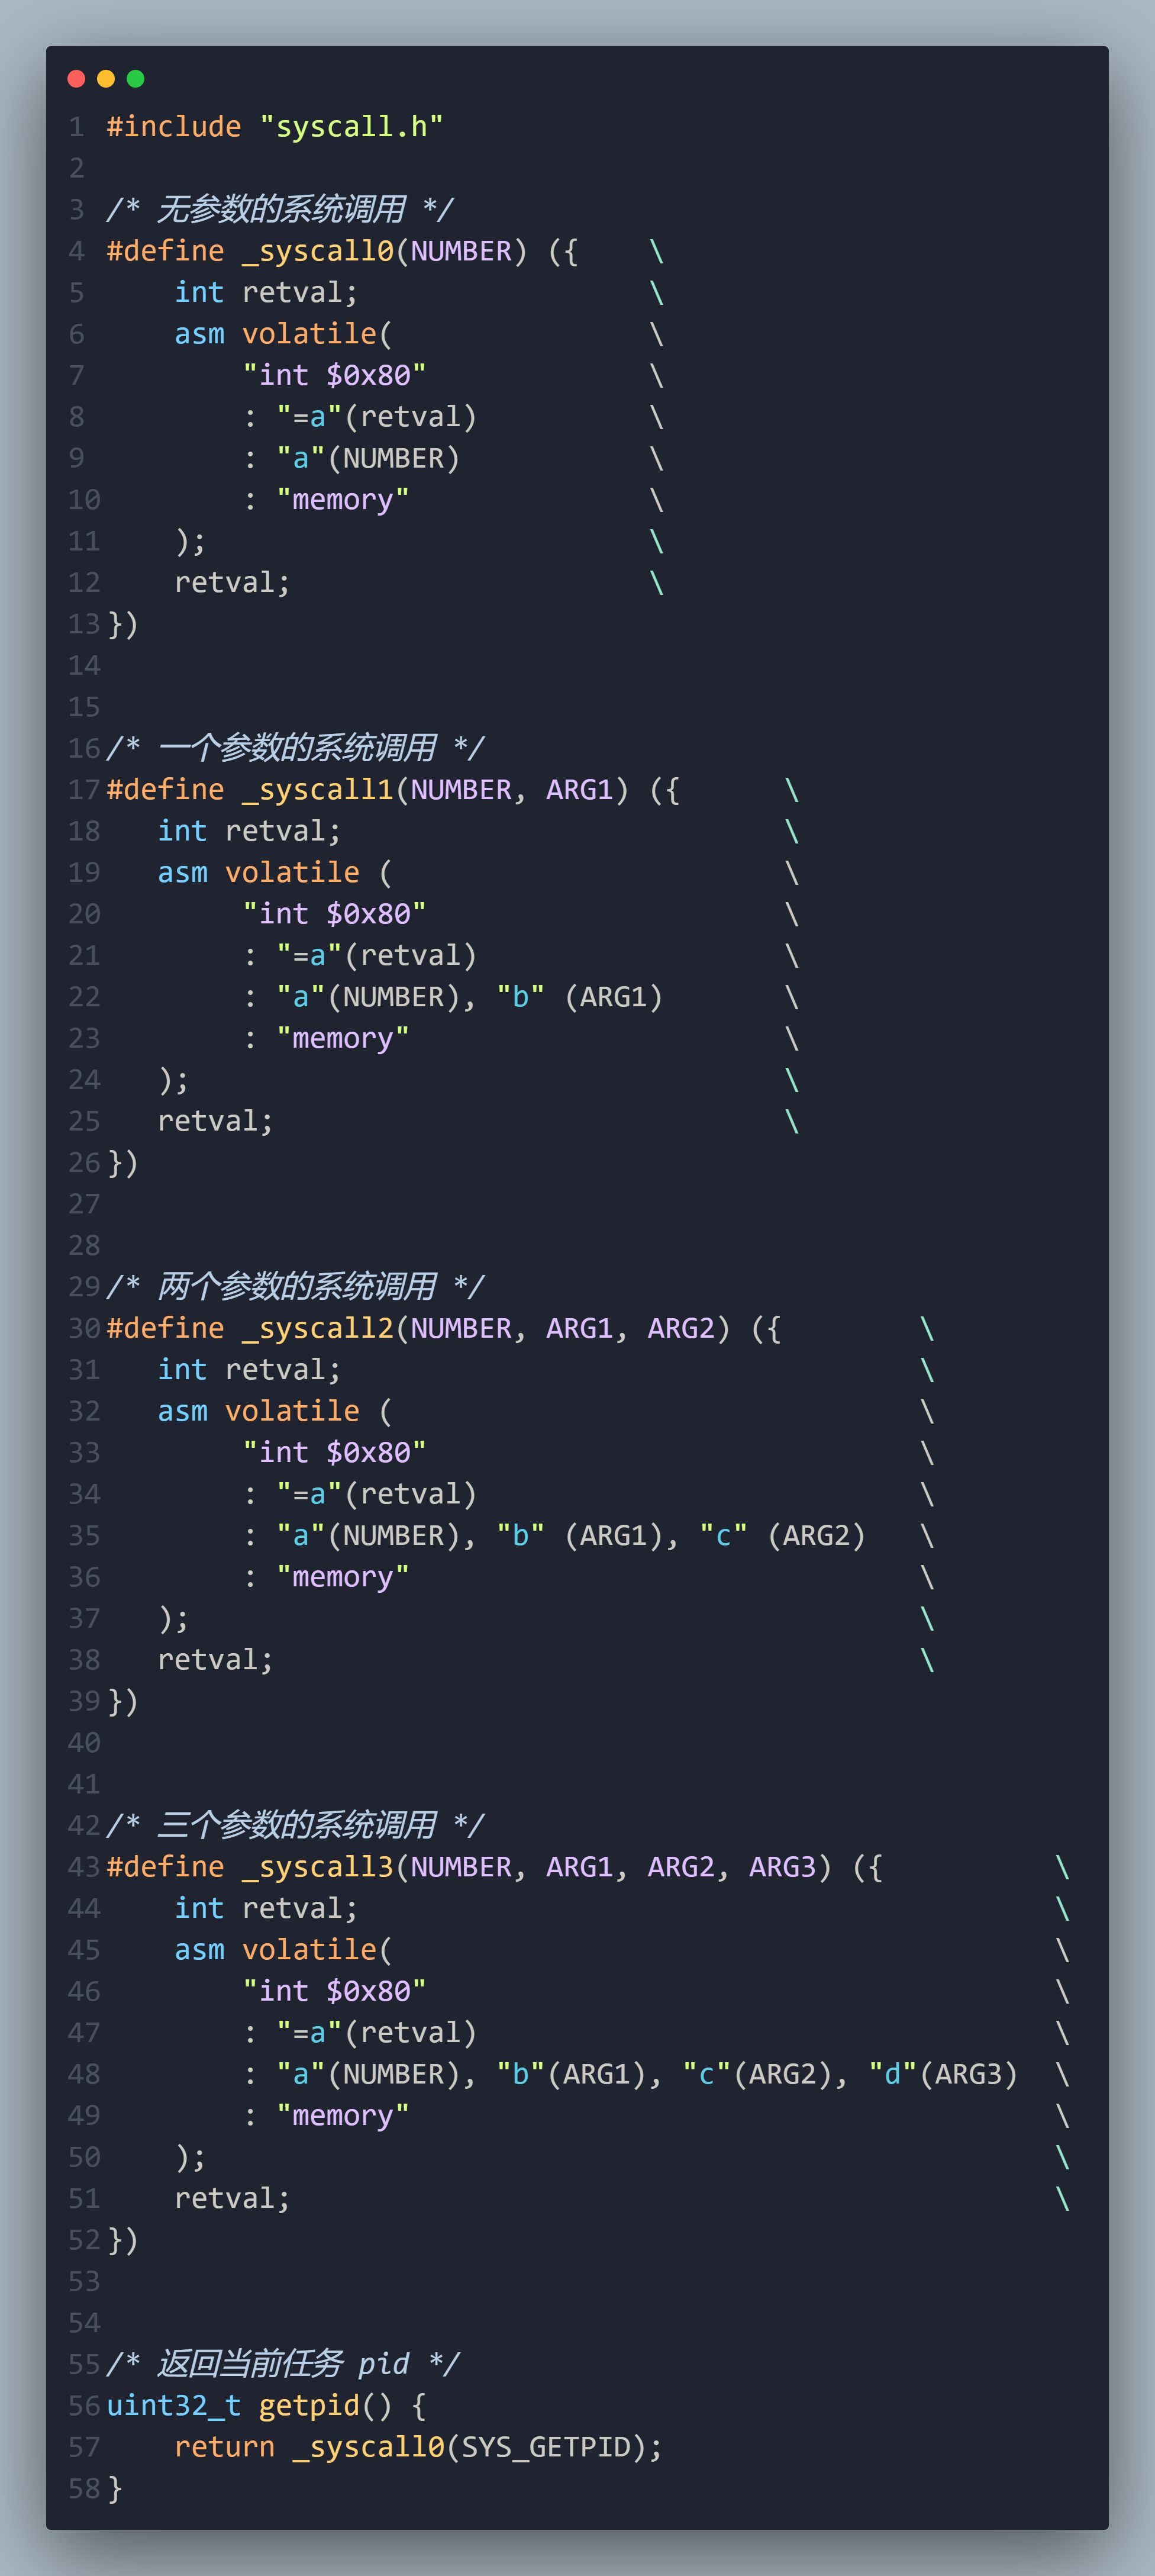 1 #include "syscall.h"
2
3 /* 无参数的系统调用 */
4 #define _syscall0(NUMBER) ({    \
5     int retval;                 \
6     asm volatile(               \
7         "int $0x80"             \
8         : "=a"(retval)          \
9         : "a"(NUMBER)           \
10         : "memory"              \
11     );                          \
12     retval;                     \
13 })
14
15
16 /* 一个参数的系统调用 */
17 #define _syscall1(NUMBER, ARG1) ({      \
18    int retval;                          \
19    asm volatile (                       \
20         "int $0x80"                     \
21         : "=a"(retval)                  \
22         : "a"(NUMBER), "b" (ARG1)       \
23         : "memory"                      \
24    );                                   \
25    retval;                              \
26 })
27
28
29 /* 两个参数的系统调用 */
30 #define _syscall2(NUMBER, ARG1, ARG2) ({        \
31    int retval;                                  \
32    asm volatile (                               \
33         "int $0x80"                             \
34         : "=a"(retval)                          \
35         : "a"(NUMBER), "b" (ARG1), "c" (ARG2)   \
36         : "memory"                              \
37    );                                           \
38    retval;                                      \
39 })
40
41
42 /* 三个参数的系统调用 */
43 #define _syscall3(NUMBER, ARG1, ARG2, ARG3) ({          \
44     int retval;                                         \
45     asm volatile(                                       \
46         "int $0x80"                                     \
47         : "=a"(retval)                                  \
48         : "a"(NUMBER), "b"(ARG1), "c"(ARG2), "d"(ARG3)  \
49         : "memory"                                      \
50     );                                                  \
51     retval;                                             \
52 })
53
54
55 /* 返回当前任务 pid */
56 uint32_t getpid() {
57     return _syscall0(SYS_GETPID);
58 }